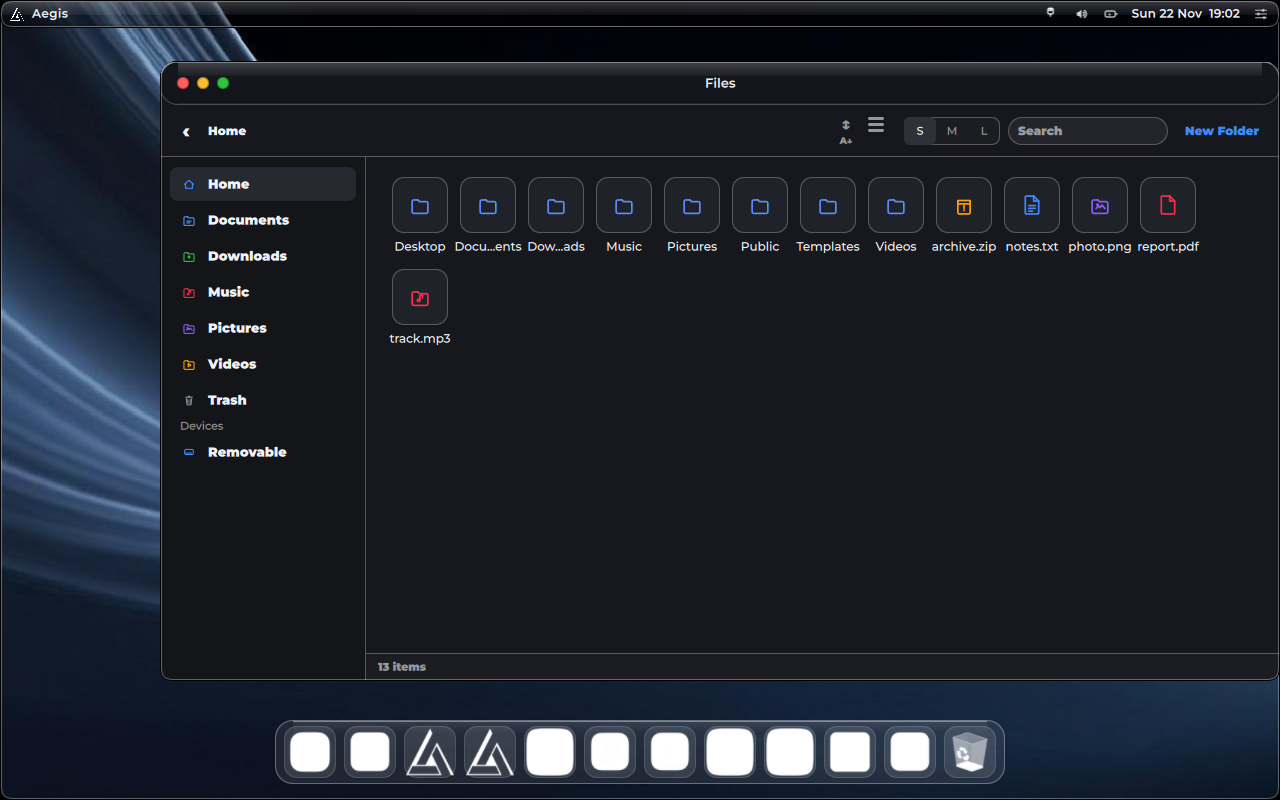 Aegis
Sun 22 Nov 19:02
Files
Home
A
S M L
Search
New Folder
Home
Documents
Downloads
Music
Pictures
Videos
Trash
Devices
Removable
Desktop Docu...ents Dow...ads Music Pictures Public Templates Videos archive.zip notes.txt photo.png report.pdf
track.mp3
13 items